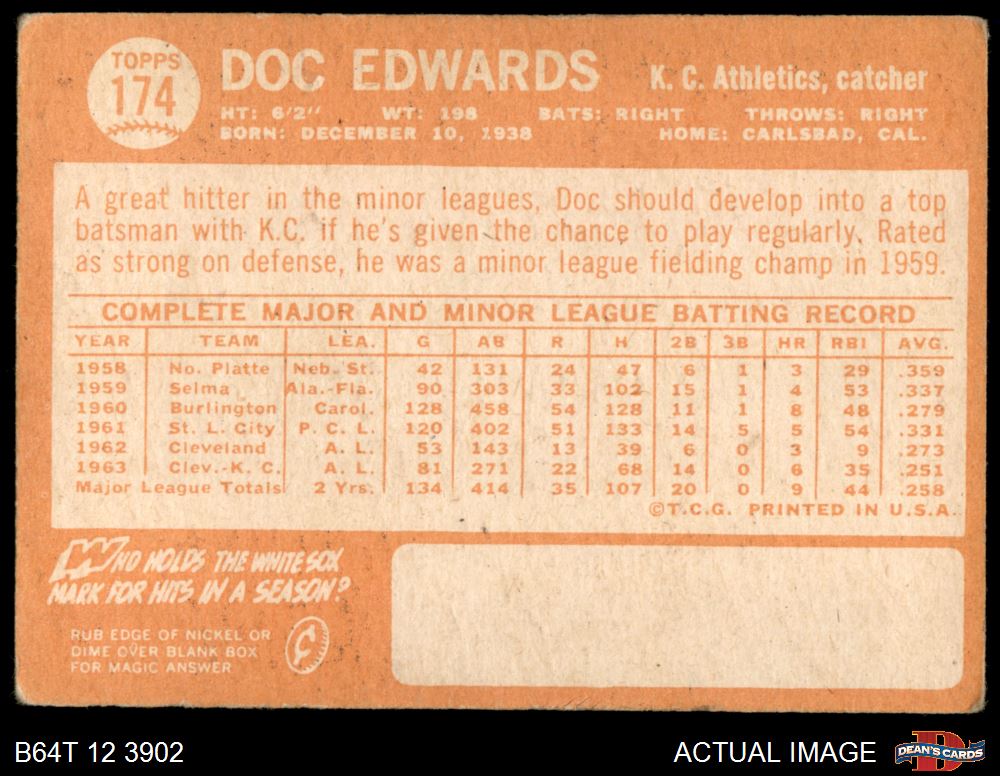 TOPPS
174
DOC EDWARDS K. C. Athletics, catcher
HT: 6'2" WT: 198 BATS: RIGHT THROWS: RIGHT
BORN: DECEMBER 10, 1938 HOME: CARLSBAD, CAL.
A great hitter in the minor leagues, Doc should develop into a top
batsman with K.C. if he's given the chance to play regularly. Rated
as strong on defense, he was a minor league fielding champ in 1959.
COMPLETE MAJOR AND MINOR LEAGUE BATTING RECORD
YEAR TEAM LEA. G AB R H 2B 3B HR RBI AVG.
1958 No. Platte Neb. St. 42 131 24 47 6 1 3 29 .359
1959 Selma Ala.-Fla. 90 303 33 102 15 1 4 53 .337
1960 Burlington Carol. 128 458 54 128 11 1 8 48 .279
1961 St. L. City P. C. L. 120 402 51 133 14 5 5 54 .331
1962 Cleveland A. L. 53 143 13 39 6 0 3 9 .273
1963 Clev.-K. C. A. L. 81 271 22 68 14 0 6 35 .251
Major League Totals 2 Yrs. 134 414 35 107 20 0 9 44 .258
©T.C.G. PRINTED IN U.S.A.
WHO HOLDS THE WHITE SOX
MARK FOR HITS IN A SEASON?
RUB EDGE OF NICKEL OR
DIME OVER BLANK BOX
FOR MAGIC ANSWER
B64T 12 3902 ACTUAL IMAGE DEAN'S CARDS